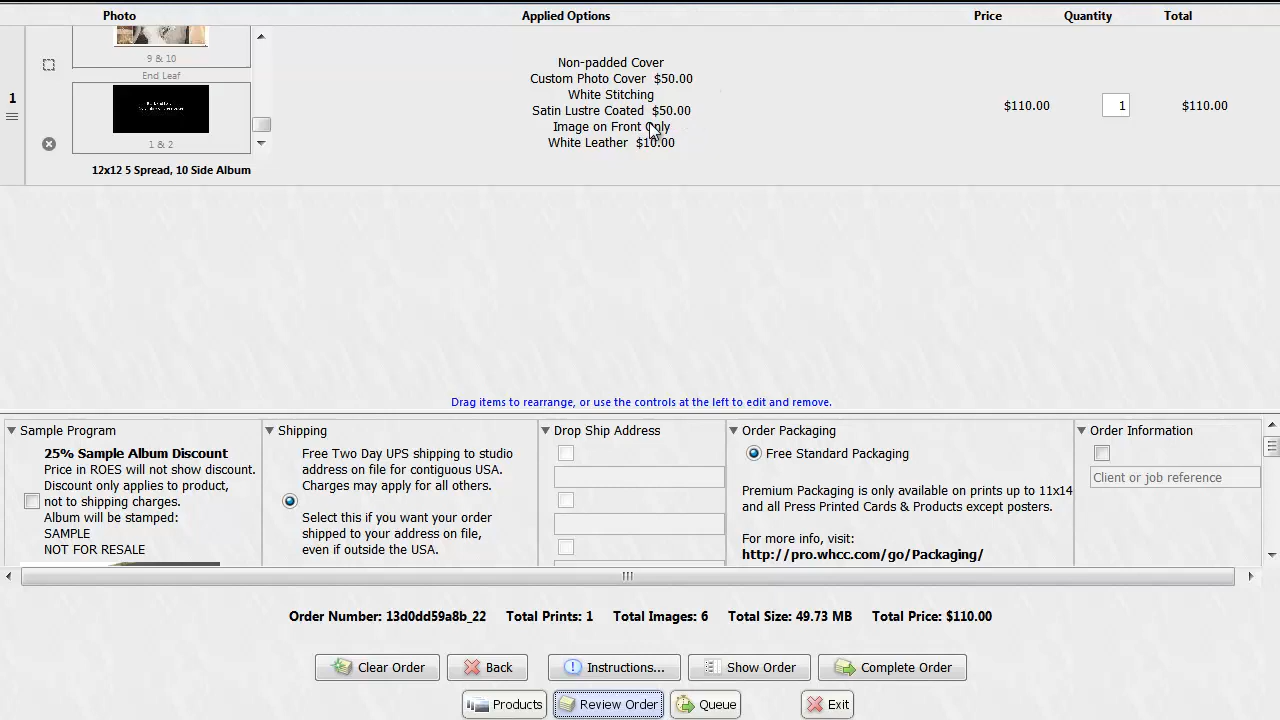 Photo Applied Options Price Quantity Total
9 & 10
End Leaf
1 & 2
12x12 5 Spread, 10 Side Album
1
Non-padded Cover
Custom Photo Cover $50.00
White Stitching
Satin Lustre Coated $50.00
Image on Front Only
White Leather $10.00
$110.00 1 $110.00
Drag items to rearrange, or use the controls at the left to edit and remove.
Sample Program
25% Sample Album Discount
Price in ROES will not show discount.
Discount only applies to product,
not to shipping charges.
Album will be stamped:
SAMPLE
NOT FOR RESALE
Shipping
Free Two Day UPS shipping to studio
address on file for contiguous USA.
Charges may apply for all others.
Select this if you want your order
shipped to your address on file,
even if outside the USA.
Drop Ship Address
Order Packaging
Free Standard Packaging
Premium Packaging is only available on prints up to 11x14
and all Press Printed Cards & Products except posters.
For more info, visit:
http://pro.whcc.com/go/Packaging/
Order Information
Client or job reference
Order Number: 13d0dd59a8b_22 Total Prints: 1 Total Images: 6 Total Size: 49.73 MB Total Price: $110.00
Clear Order Back Instructions... Show Order Complete Order
Products Review Order Queue Exit